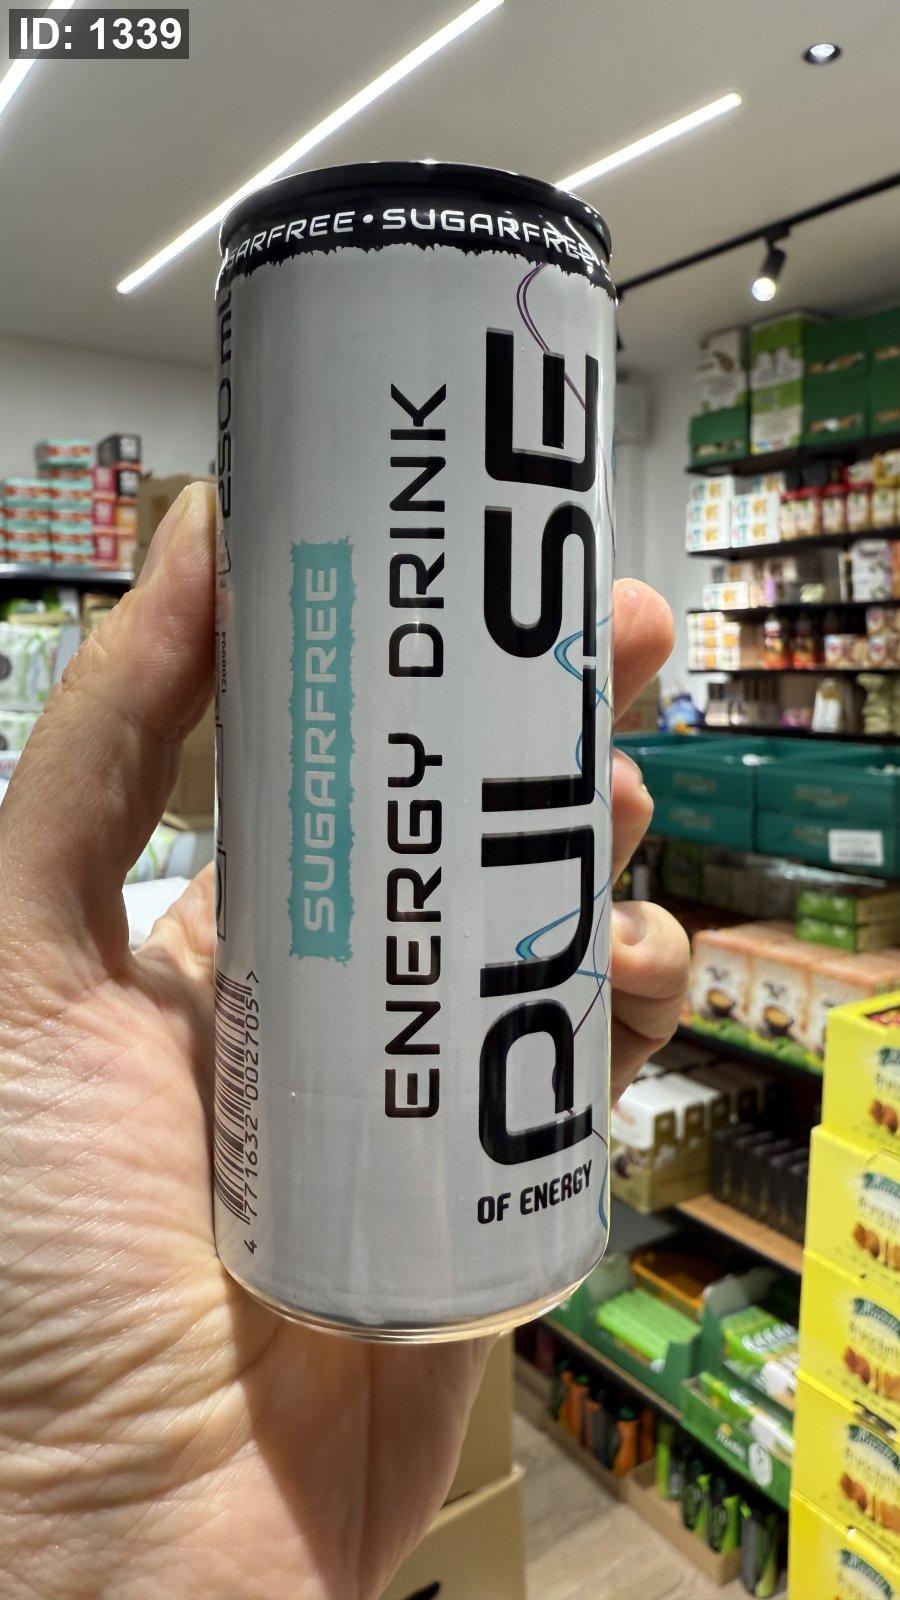 ID: 1339
SUGARFREE • SUGARFREE
250 mL
SUGARFREE
ENERGY DRINK
PULSE
OF ENERGY
4 771632 002705 >